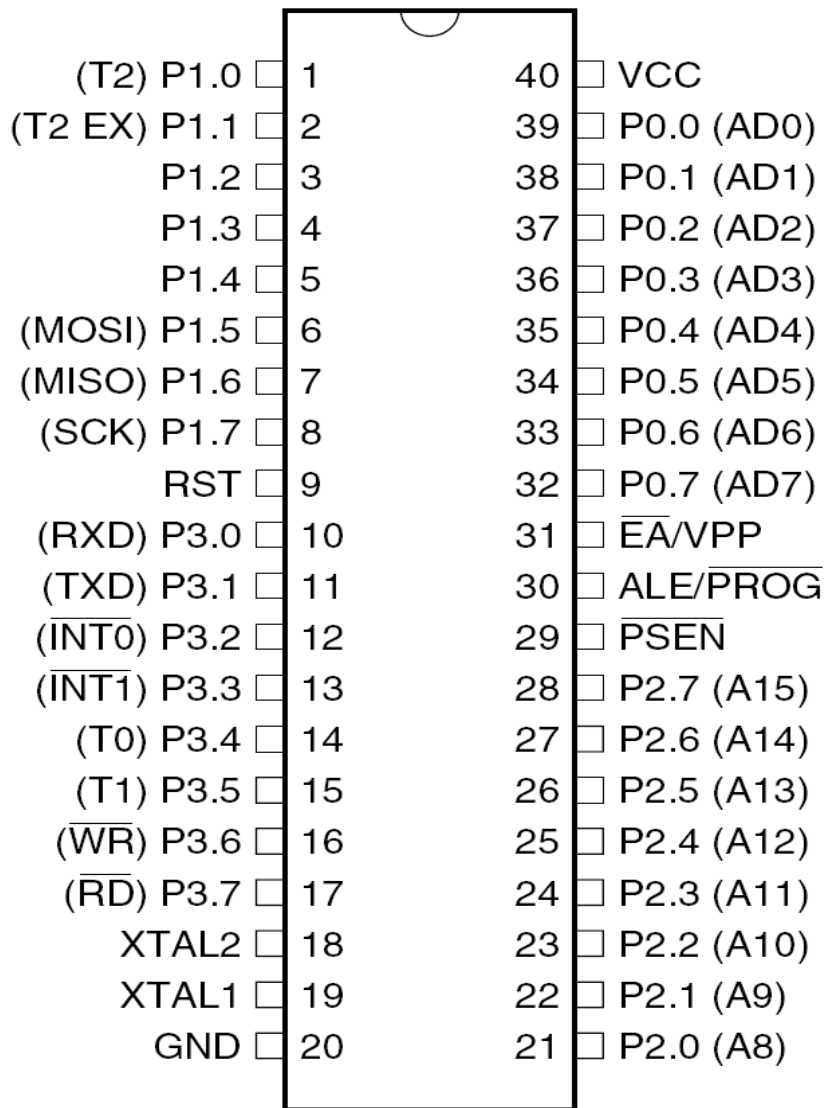 (T2) P1.0 1 40 VCC
(T2 EX) P1.1 2 39 P0.0 (AD0)
P1.2 3 38 P0.1 (AD1)
P1.3 4 37 P0.2 (AD2)
P1.4 5 36 P0.3 (AD3)
(MOSI) P1.5 6 35 P0.4 (AD4)
(MISO) P1.6 7 34 P0.5 (AD5)
(SCK) P1.7 8 33 P0.6 (AD6)
RST 9 32 P0.7 (AD7)
(RXD) P3.0 10 31 E̅A̅/VPP
(TXD) P3.1 11 30 ALE/P̅R̅O̅G̅
(I̅N̅T̅0̅) P3.2 12 29 P̅S̅E̅N̅
(I̅N̅T̅1̅) P3.3 13 28 P2.7 (A15)
(T0) P3.4 14 27 P2.6 (A14)
(T1) P3.5 15 26 P2.5 (A13)
(W̅R̅) P3.6 16 25 P2.4 (A12)
(R̅D̅) P3.7 17 24 P2.3 (A11)
XTAL2 18 23 P2.2 (A10)
XTAL1 19 22 P2.1 (A9)
GND 20 21 P2.0 (A8)